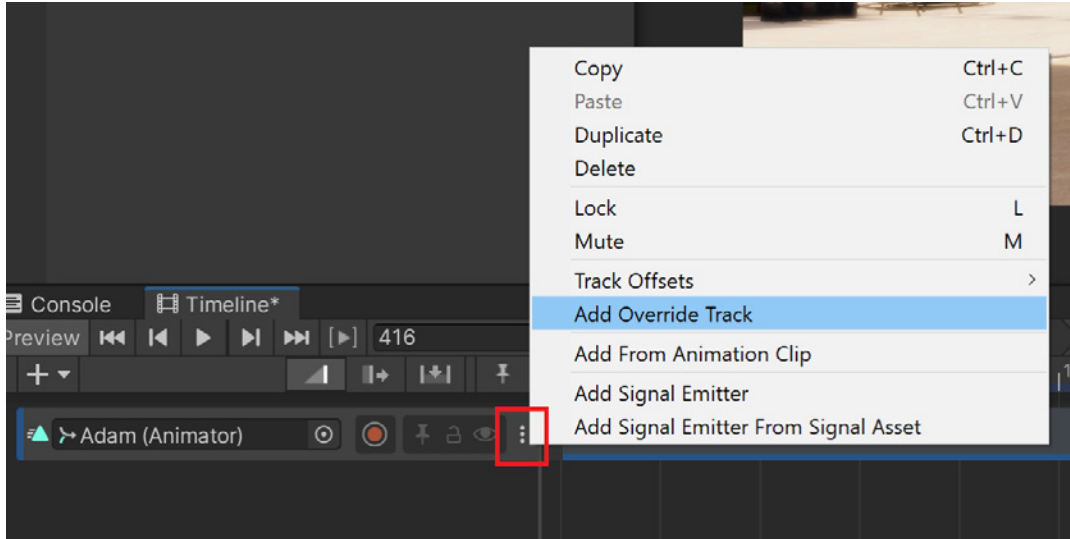 Copy Ctrl+C
Paste Ctrl+V
Duplicate Ctrl+D
Delete
Lock L
Mute M
Track Offsets >
Add Override Track
Add From Animation Clip
Add Signal Emitter
Add Signal Emitter From Signal Asset
Console Timeline*
Preview 416
Adam (Animator)